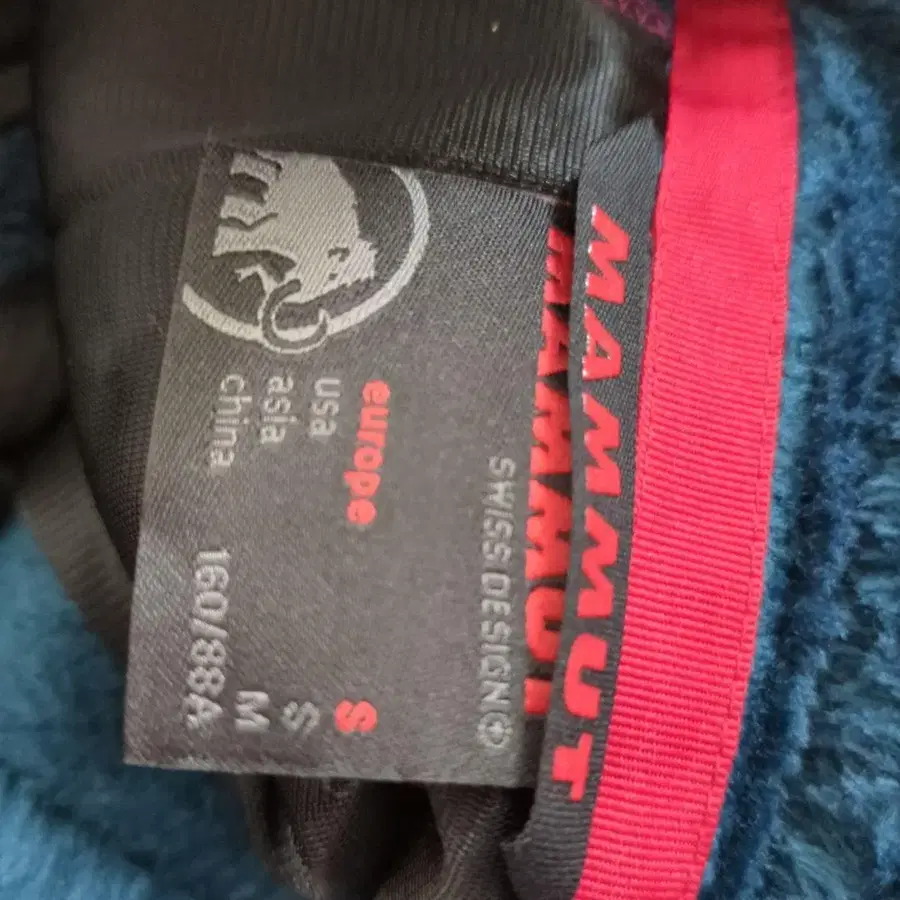 MAMMUT
MAMMUT
SWISS DESIGN
europe S
usa S
asia M
china 160/88A